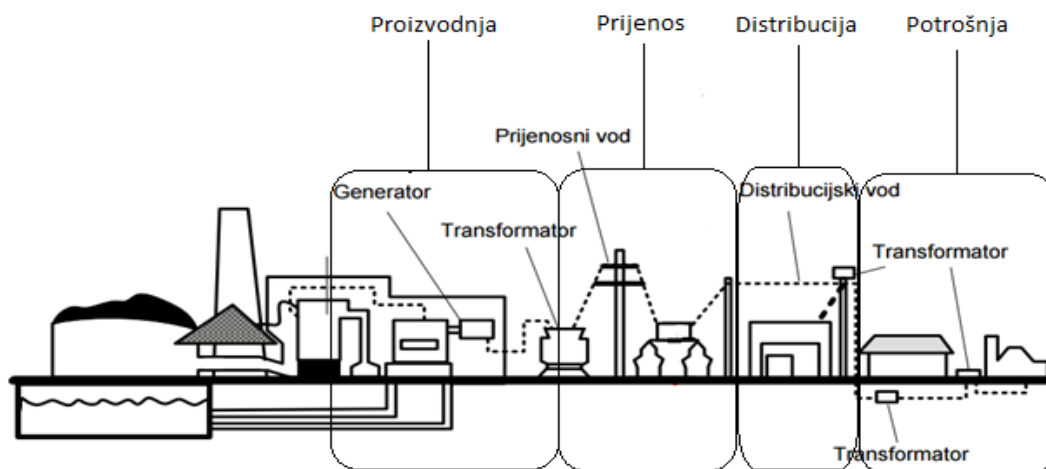 Proizvodnja
Prijenos
Distribucija
Potrošnja
Prijenosni vod
Generator
Distribucijski vod
Transformator
Transformator
Transformator